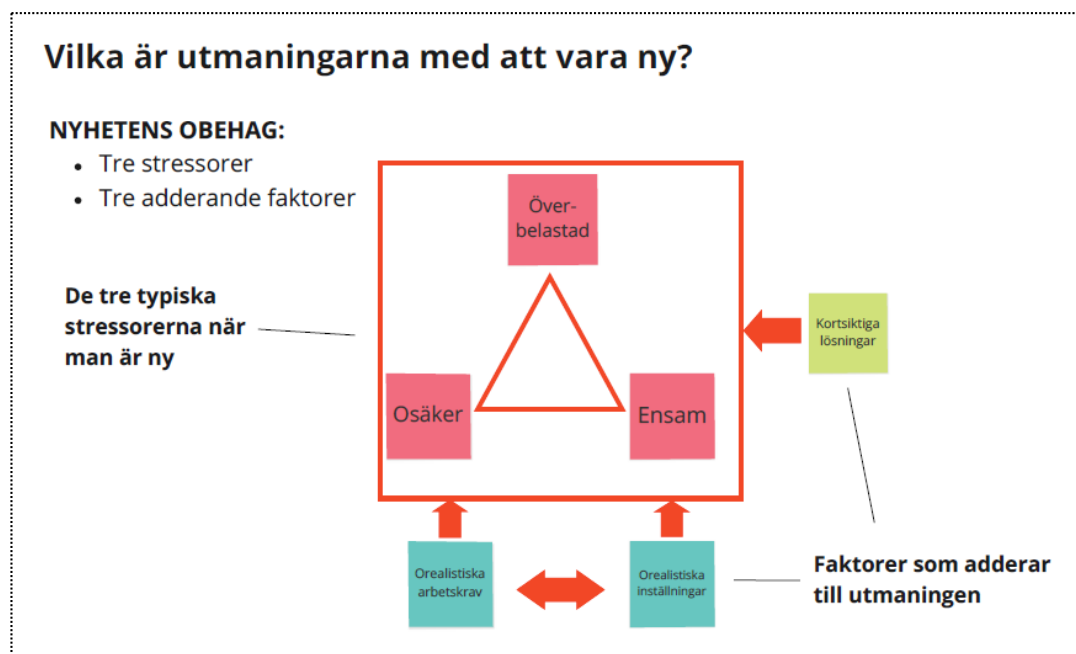 Vilka är utmaningarna med att vara ny?
NYHETENS OBEHAG:
• Tre stressorer
• Tre adderande faktorer
Över-
belastad
De tre typiska
stressorerna när
man är ny
Kortsiktiga
lösningar
Osäker
Ensam
Orealistiska
arbetskrav
Orealistiska
inställningar
Faktorer som adderar
till utmaningen